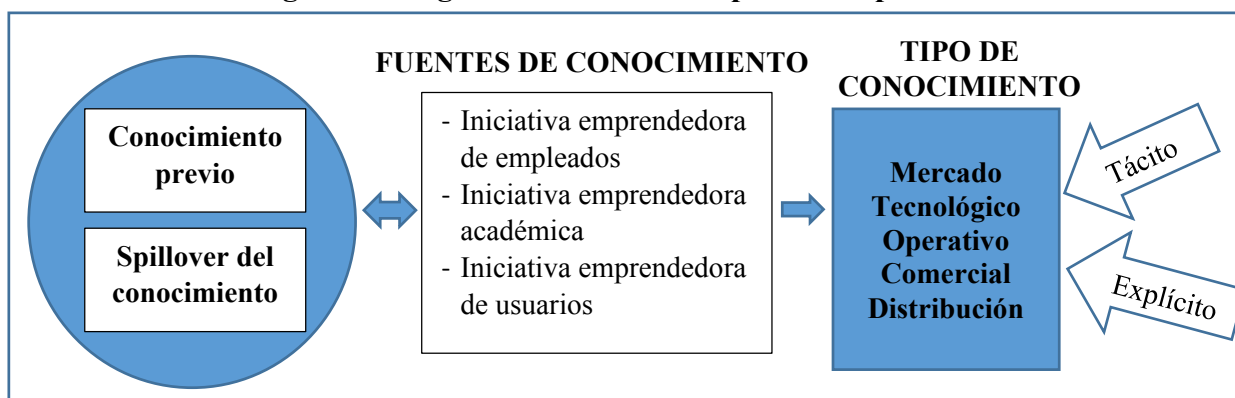 FUENTES DE CONOCIMIENTO
TIPO DE
CONOCIMIENTO
Conocimiento
previo
Spillover del
conocimiento
- Iniciativa emprendedora
de empleados
- Iniciativa emprendedora
académica
- Iniciativa emprendedora
de usuarios
Mercado
Tecnológico
Operativo
Comercial
Distribución
Tácito
Explícito